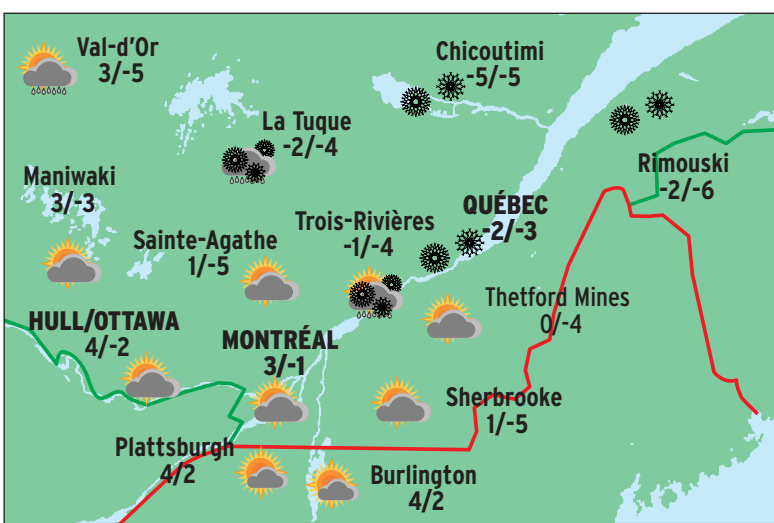 Val-d'Or
3/-5
Chicoutimi
-5/-5
La Tuque
-2/-4
Rimouski
-2/-6
Maniwaki
3/-3
QUÉBEC
-2/-3
Trois-Rivières
-1/-4
Sainte-Agathe
1/-5
Thetford Mines
0/-4
HULL/OTTAWA
4/-2
MONTRÉAL
3/-1
Sherbrooke
1/-5
Plattsburgh
4/2
Burlington
4/2